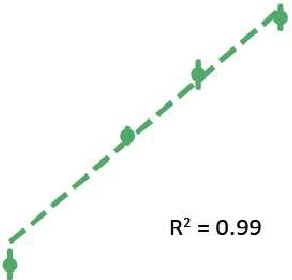 R² = 0.99